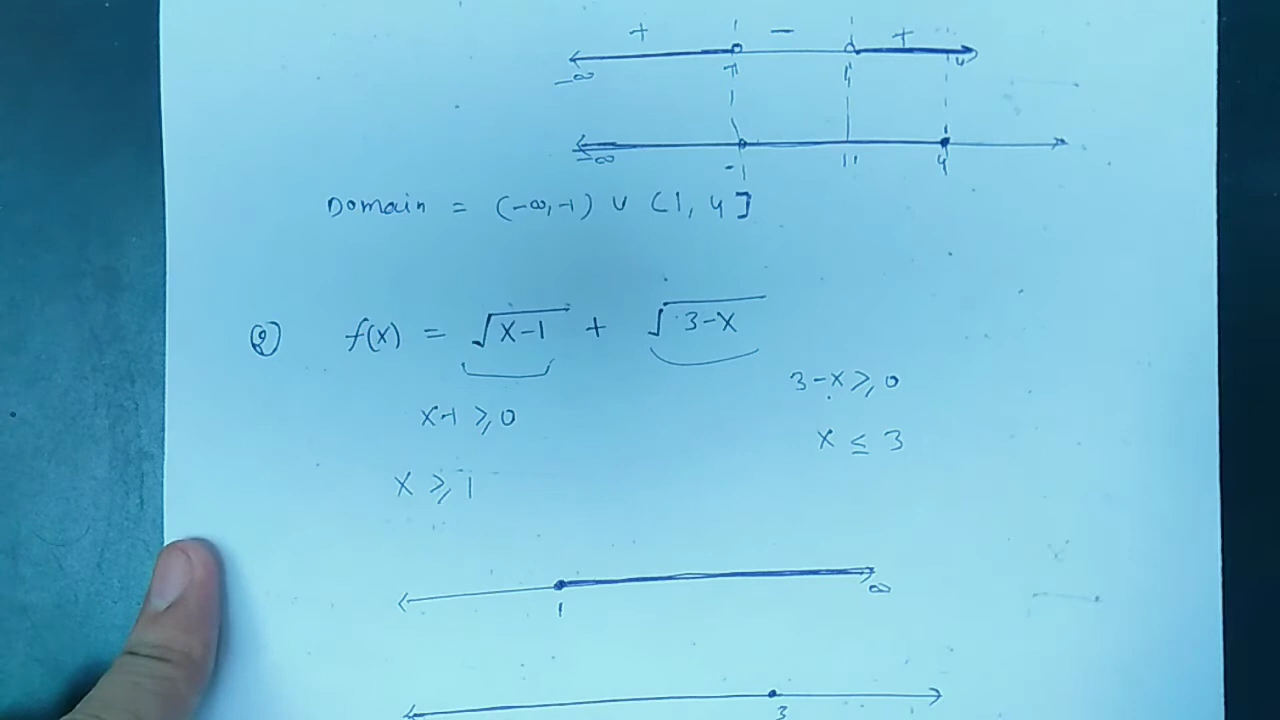 + − +
-∞ -1 1 4
-∞ -1 1 4
Domain = (-∞,-1) ∪ (1, 4]
Q) f(x) = √x-1 + √3-x
3-x ≥ 0
x-1 ≥ 0
x ≤ 3
x ≥ 1
1 ∞
3